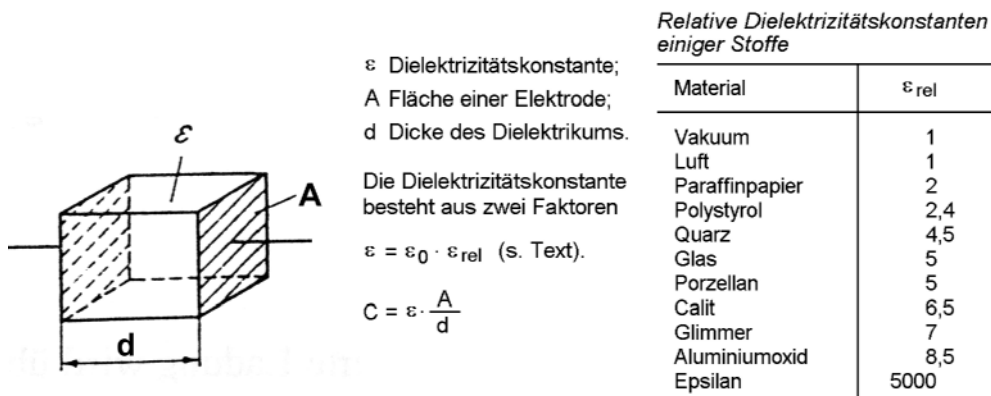 ε
A
d
ε Dielektrizitätskonstante;
A Fläche einer Elektrode;
d Dicke des Dielektrikums.
Die Dielektrizitätskonstante
besteht aus zwei Faktoren
ε = ε0 · εrel (s. Text).
C = ε · A/d
Relative Dielektrizitätskonstanten
einiger Stoffe
Material εrel
Vakuum 1
Luft 1
Paraffinpapier 2
Polystyrol 2,4
Quarz 4,5
Glas 5
Porzellan 5
Calit 6,5
Glimmer 7
Aluminiumoxid 8,5
Epsilan 5000